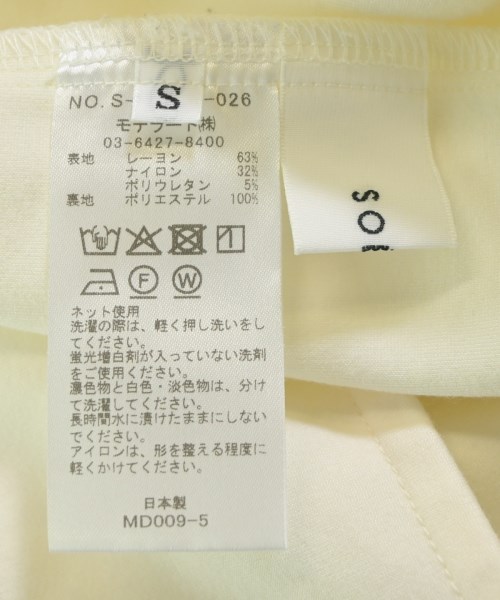 NO. S- -026
S
モデラート(株)
03-6427-8400
表地 レーヨン 63%
ナイロン 32%
ポリウレタン 5%
裏地 ポリエステル 100%
F W
ネット使用
洗濯の際は、軽く押し洗いをし
てください。
蛍光増白剤が入っていない洗剤
をご使用ください。
濃色物と白色・淡色物は、分け
て洗濯してください。
長時間水に漬けたままにしない
でください。
アイロンは、形を整える程度に
軽くかけてください。
日本製
MD009-5
SO